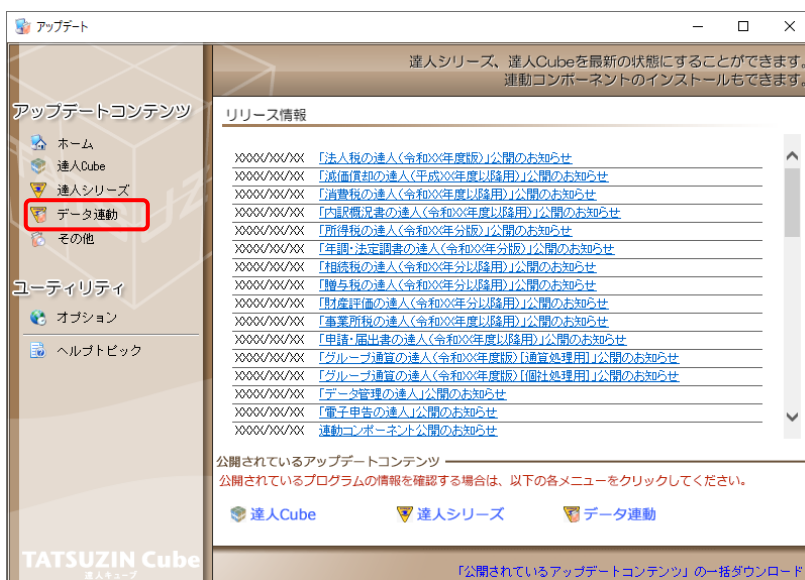 アップデート
達人シリーズ、達人Cubeを最新の状態にすることができます。
連動コンポーネントのインストールもできます。
アップデートコンテンツ
ホーム
達人Cube
達人シリーズ
データ連動
その他
ユーティリティ
オプション
ヘルプトピック
リリース情報
XXXX/XX/XX 「法人税の達人(令和XX年度版)」公開のお知らせ
XXXX/XX/XX 「減価償却の達人(平成XX年度以降用)」公開のお知らせ
XXXX/XX/XX 「消費税の達人(令和XX年度以降用)」公開のお知らせ
XXXX/XX/XX 「内訳概況書の達人(令和XX年度以降用)」公開のお知らせ
XXXX/XX/XX 「所得税の達人(令和XX年分版)」公開のお知らせ
XXXX/XX/XX 「年調・法定調書の達人(令和XX年分版)」公開のお知らせ
XXXX/XX/XX 「相続税の達人(令和XX年分以降用)」公開のお知らせ
XXXX/XX/XX 「贈与税の達人(令和XX年分以降用)」公開のお知らせ
XXXX/XX/XX 「財産評価の達人(令和XX年分以降用)」公開のお知らせ
XXXX/XX/XX 「事業所税の達人(令和XX年度以降用)」公開のお知らせ
XXXX/XX/XX 「申請・届出書の達人(令和XX年度以降用)」公開のお知らせ
XXXX/XX/XX 「グループ通算の達人(令和XX年度版)[通算処理用]」公開のお知らせ
XXXX/XX/XX 「グループ通算の達人(令和XX年度版)[個社処理用]」公開のお知らせ
XXXX/XX/XX 「データ管理の達人」公開のお知らせ
XXXX/XX/XX 「電子申告の達人」公開のお知らせ
XXXX/XX/XX 連動コンポーネント公開のお知らせ
公開されているアップデートコンテンツ
公開されているプログラムの情報を確認する場合は、以下の各メニューをクリックしてください。
達人Cube 達人シリーズ データ連動
TATSUZIN Cube
達人キューブ
「公開されているアップデートコンテンツ」の一括ダウンロード